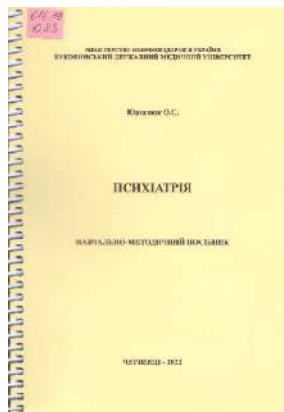 МІНІСТЕРСТВО ОХОРОНИ ЗДОРОВ'Я УКРАЇНИ
БУКОВИНСЬКИЙ ДЕРЖАВНИЙ МЕДИЧНИЙ УНІВЕРСИТЕТ
О.С.
ПСИХІАТРІЯ
НАВЧАЛЬНО-МЕТОДИЧНИЙ ПОСІБНИК
ЧЕРНІВЦІ - 2022